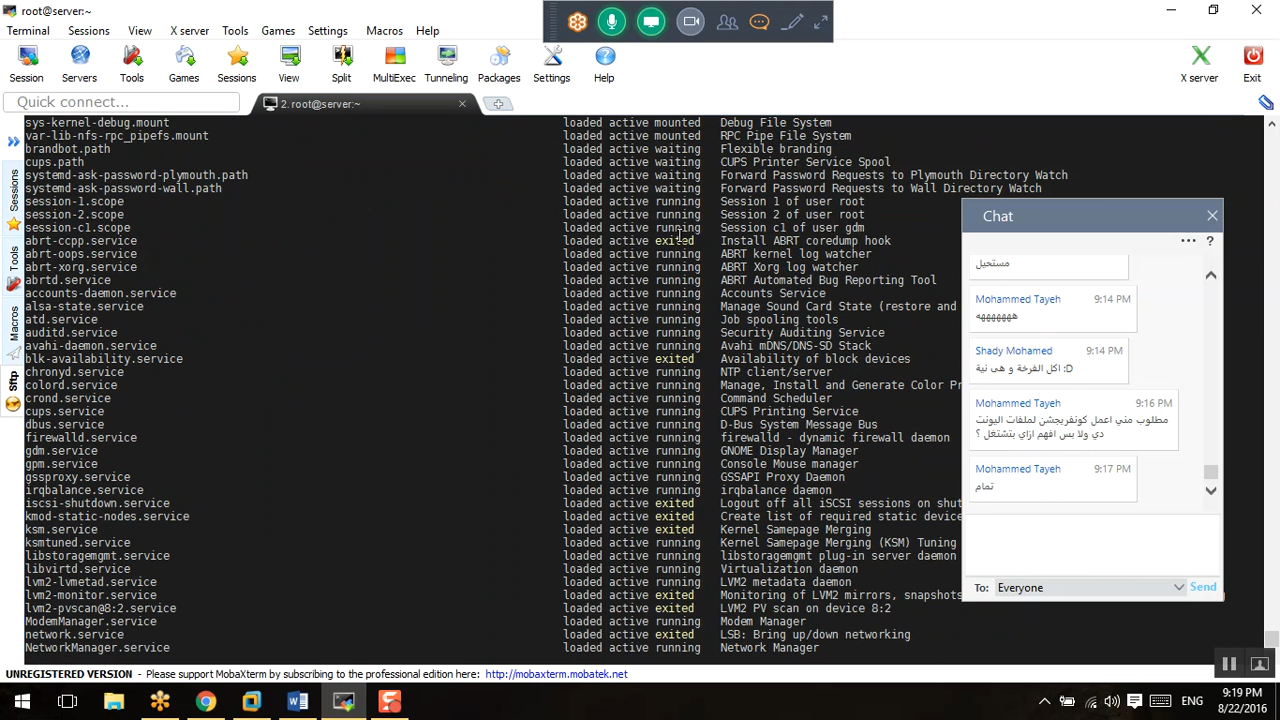 root@server:~
Terminal Sessions View X server Tools Games Settings Macros Help
Session Servers Tools Games Sessions View Split MultiExec Tunneling Packages Settings Help X server Exit
Quick connect...
2. root@server:~
Sessions
Tools
Macros
Sftp
sys-kernel-debug.mount loaded active mounted Debug File System
var-lib-nfs-rpc_pipefs.mount loaded active mounted RPC Pipe File System
brandbot.path loaded active waiting Flexible branding
cups.path loaded active waiting CUPS Printer Service Spool
systemd-ask-password-plymouth.path loaded active waiting Forward Password Requests to Plymouth Directory Watch
systemd-ask-password-wall.path loaded active waiting Forward Password Requests to Wall Directory Watch
session-1.scope loaded active running Session 1 of user root
session-2.scope loaded active running Session 2 of user root
session-c1.scope loaded active running Session c1 of user gdm
abrt-ccpp.service loaded active exited Install ABRT coredump hook
abrt-oops.service loaded active running ABRT kernel log watcher
abrt-xorg.service loaded active running ABRT Xorg log watcher
abrtd.service loaded active running ABRT Automated Bug Reporting Tool
accounts-daemon.service loaded active running Accounts Service
alsa-state.service loaded active running Manage Sound Card State (restore and
atd.service loaded active running Job spooling tools
auditd.service loaded active running Security Auditing Service
avahi-daemon.service loaded active running Avahi mDNS/DNS-SD Stack
blk-availability.service loaded active exited Availability of block devices
chronyd.service loaded active running NTP client/server
colord.service loaded active running Manage, Install and Generate Color Pr
crond.service loaded active running Command Scheduler
cups.service loaded active running CUPS Printing Service
dbus.service loaded active running D-Bus System Message Bus
firewalld.service loaded active running firewalld - dynamic firewall daemon
gdm.service loaded active running GNOME Display Manager
gpm.service loaded active running Console Mouse manager
gssproxy.service loaded active running GSSAPI Proxy Daemon
irqbalance.service loaded active running irqbalance daemon
iscsi-shutdown.service loaded active exited Logout off all iSCSI sessions on shut
kmod-static-nodes.service loaded active exited Create list of required static device
ksm.service loaded active exited Kernel Samepage Merging
ksmtuned.service loaded active running Kernel Samepage Merging (KSM) Tuning
libstoragemgmt.service loaded active running libstoragemgmt plug-in server daemon
libvirtd.service loaded active running Virtualization daemon
lvm2-lvmetad.service loaded active running LVM2 metadata daemon
lvm2-monitor.service loaded active exited Monitoring of LVM2 mirrors, snapshots
lvm2-pvscan@8:2.service loaded active exited LVM2 PV scan on device 8:2
ModemManager.service loaded active running Modem Manager
network.service loaded active exited LSB: Bring up/down networking
NetworkManager.service loaded active running Network Manager
Chat
مستحيل
Mohammed Tayeh 9:14 PM
ههههههه
Shady Mohamed 9:14 PM
اكل الفرخة و هى نية :D
Mohammed Tayeh 9:16 PM
مطلوب مني اعمل كونفريجشن لملفات اليونت
دي ولا بس افهم ازاي بتشتغل ؟
Mohammed Tayeh 9:17 PM
تمام
To: Everyone Send
UNREGISTERED VERSION - Please support MobaXterm by subscribing to the professional edition here: http://mobaxterm.mobatek.net
ENG
9:19 PM
8/22/2016